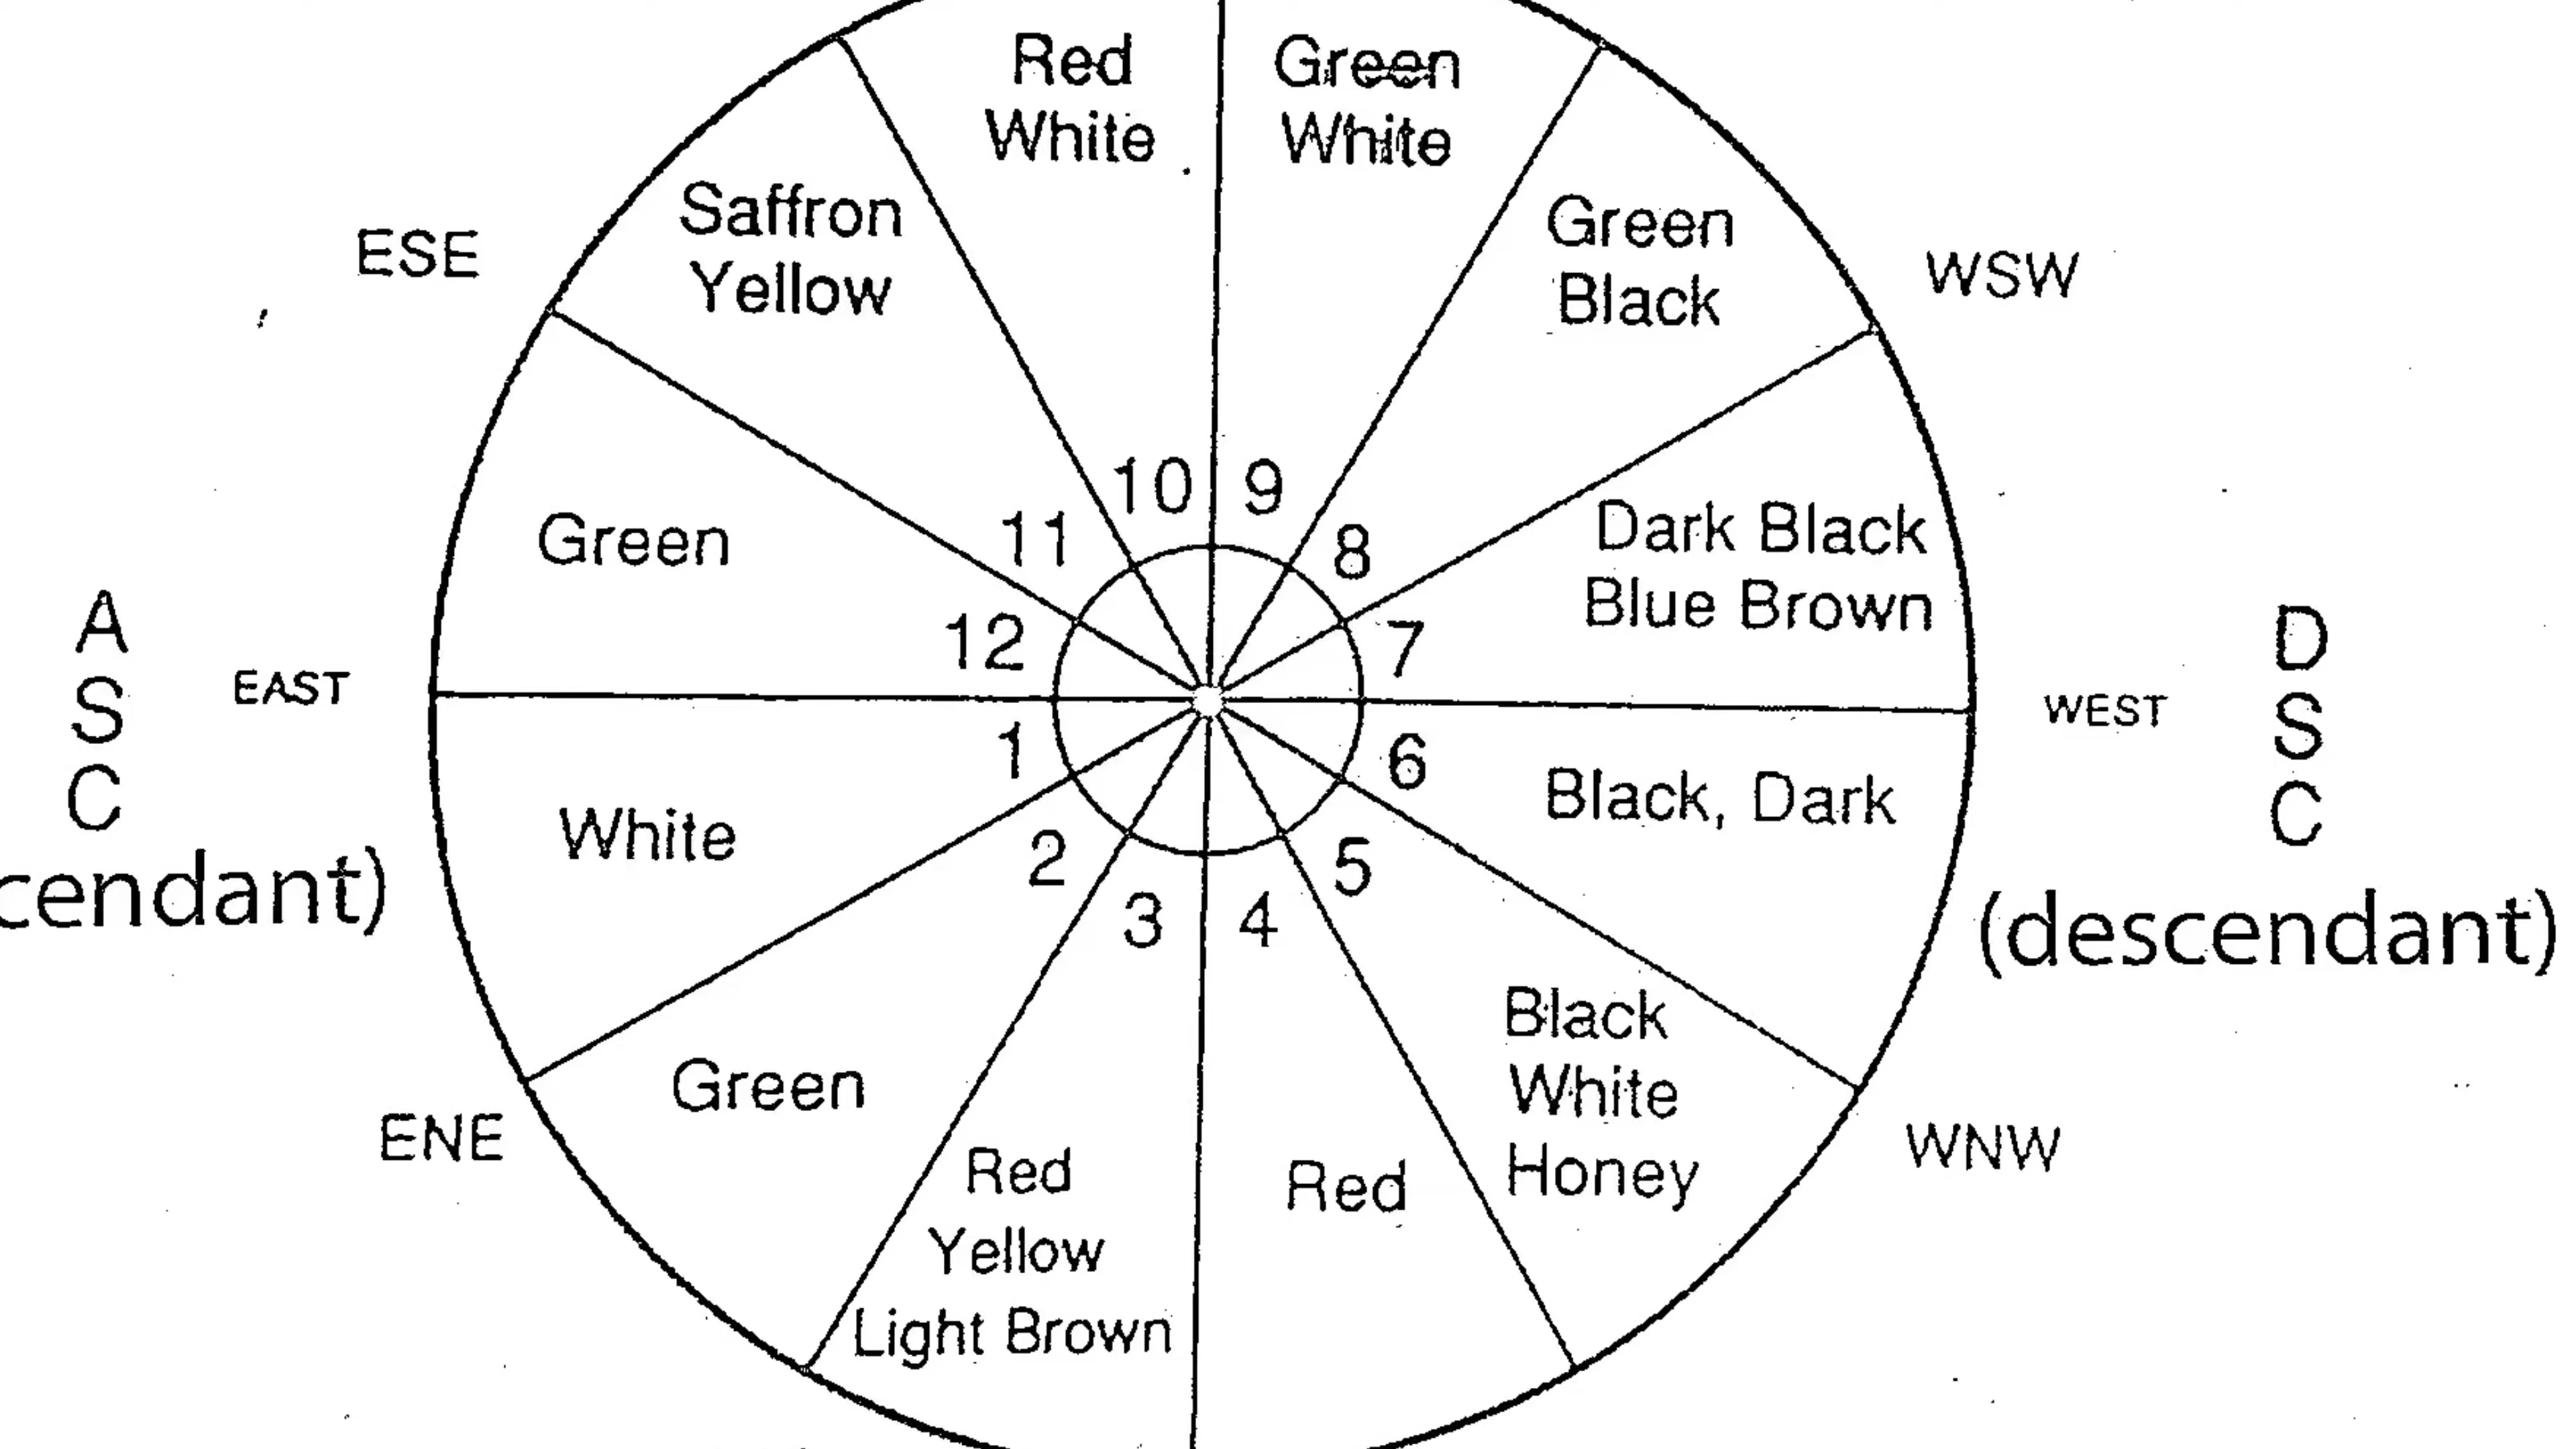 Red
White
Green
White
Saffron
Yellow
Green
Black
ESE
WSW
10
9
Green
11
8
Dark Black
Blue Brown
12
7
A
S
C
EAST
WEST
D
S
C
1
6
White
Black, Dark
cendant)
(descendant)
2
5
3
4
Green
Black
White
Honey
ENE
WNW
Red
Yellow
Light Brown
Red